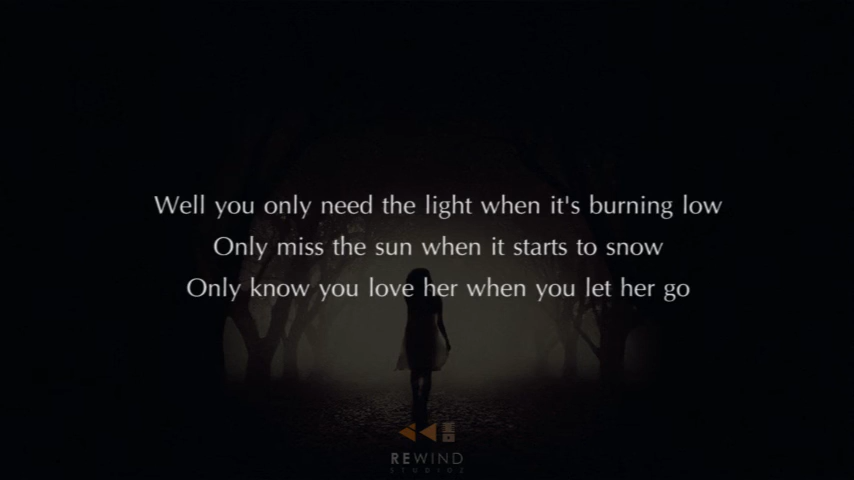 Well you only need the light when it's burning low
Only miss the sun when it starts to snow
Only know you love her when you let her go
REWIND
STUDIOZ